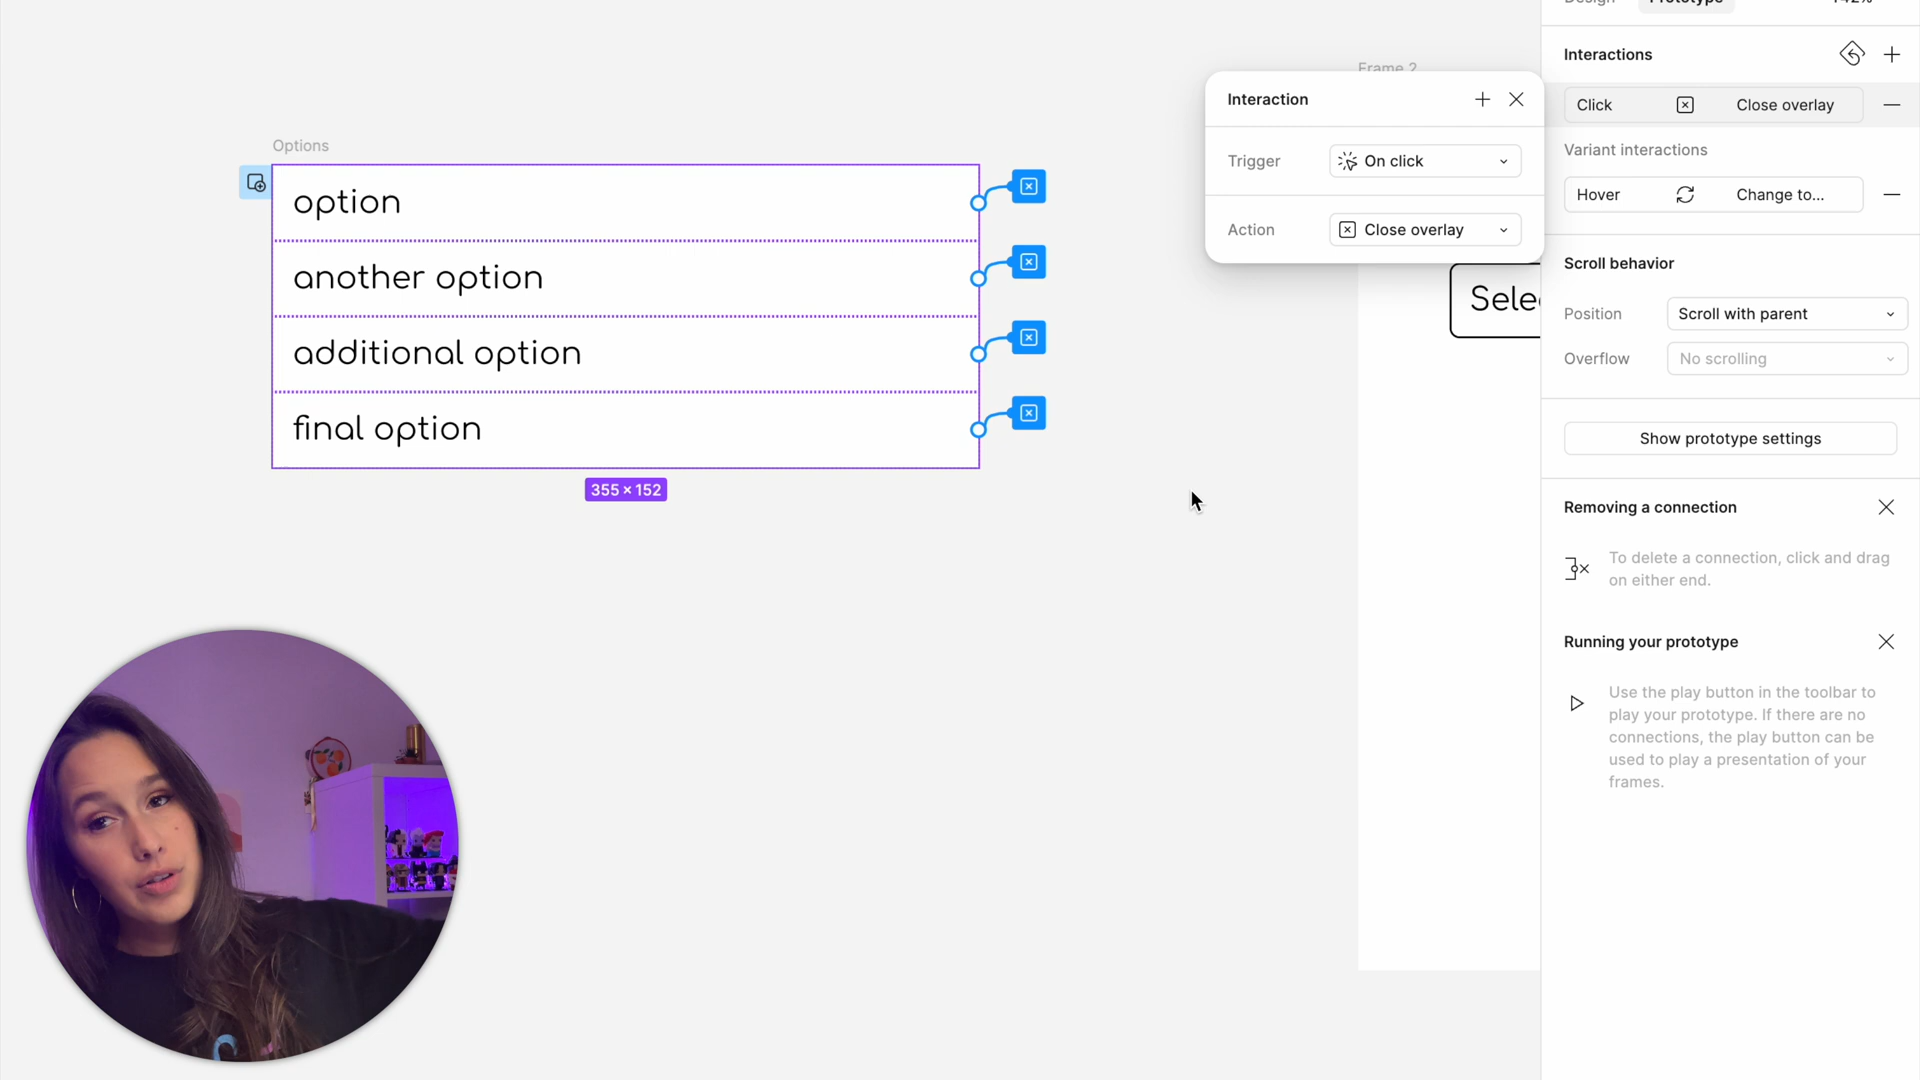 Prototype
Interactions
Click
Close overlay
Variant interactions
Hover
Change to...
Scroll behavior
Position
Scroll with parent
Overflow
No scrolling
Show prototype settings
Removing a connection
To delete a connection, click and drag
on either end.
Running your prototype
Use the play button in the toolbar to
play your prototype. If there are no
connections, the play button can be
used to play a presentation of your
frames.
Frame 2
Interaction
Trigger
On click
Action
Close overlay
Options
option
another option
additional option
final option
355 × 152